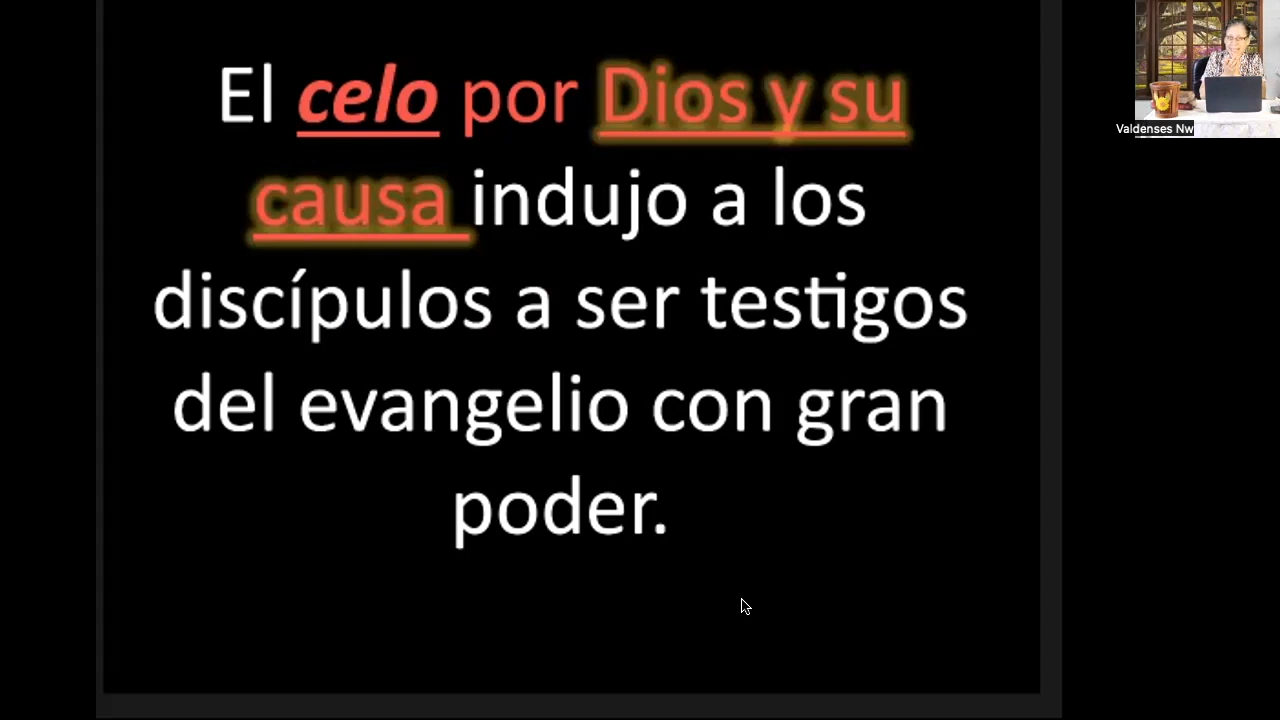 El celo por Dios y su
causa indujo a los
discípulos a ser testigos
del evangelio con gran
poder.
Valdenses Nw